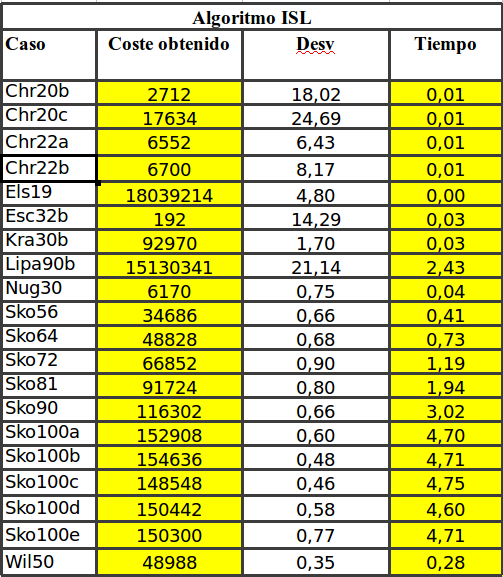 Algoritmo ISL
Caso Coste obtenido Desv Tiempo
Chr20b 2712 18,02 0,01
Chr20c 17634 24,69 0,01
Chr22a 6552 6,43 0,01
Chr22b 6700 8,17 0,01
Els19 18039214 4,80 0,00
Esc32b 192 14,29 0,03
Kra30b 92970 1,70 0,03
Lipa90b 15130341 21,14 2,43
Nug30 6170 0,75 0,04
Sko56 34686 0,66 0,41
Sko64 48828 0,68 0,73
Sko72 66852 0,90 1,19
Sko81 91724 0,80 1,94
Sko90 116302 0,66 3,02
Sko100a 152908 0,60 4,70
Sko100b 154636 0,48 4,71
Sko100c 148548 0,46 4,75
Sko100d 150442 0,58 4,60
Sko100e 150300 0,77 4,71
Wil50 48988 0,35 0,28